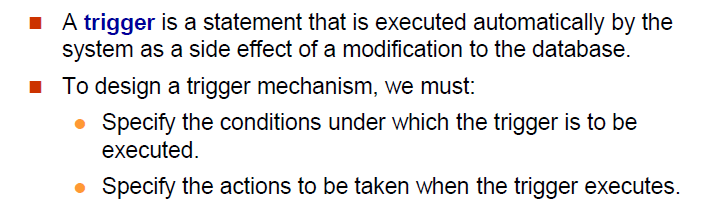 A trigger is a statement that is executed automatically by the
system as a side effect of a modification to the database.
To design a trigger mechanism, we must:
Specify the conditions under which the trigger is to be
executed.
Specify the actions to be taken when the trigger executes.